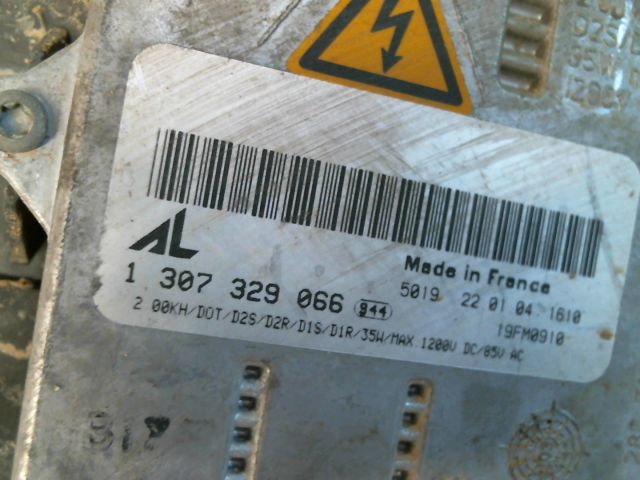 AL
Made in France
1 307 329 066 944
5019 22 01 04 1610
19FM0910
2 00KH/DOT/D2S/D2R/D1S/D1R/35W/MAX.1200V DC/85V AC